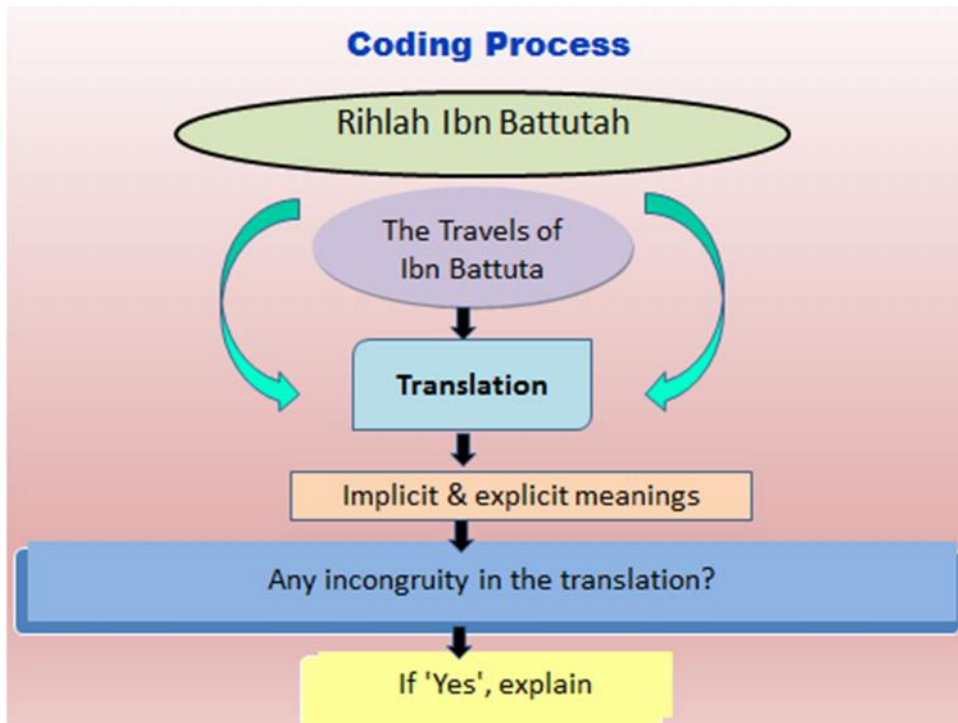 Coding Process
Rihlah Ibn Battutah
The Travels of
Ibn Battuta
Translation
Implicit & explicit meanings
Any incongruity in the translation?
If 'Yes', explain